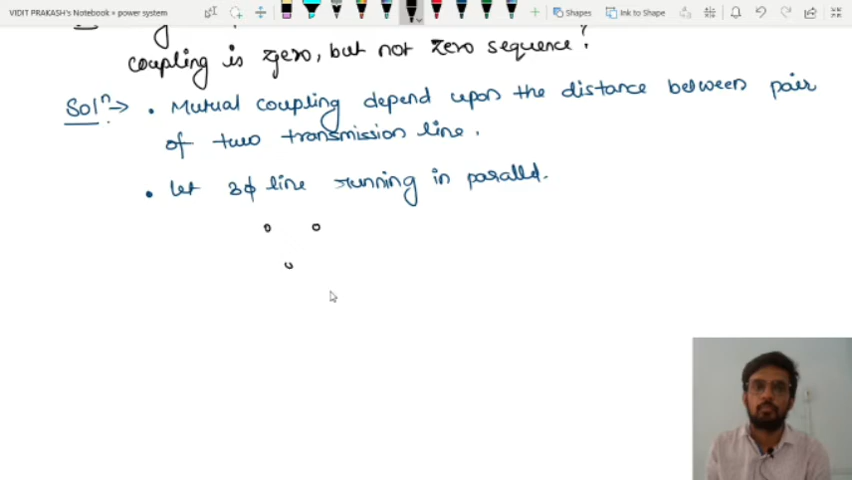 VIDIT PRAKASH's Notebook » power system
Shapes
Ink to Shape
coupling is zero, but not zero sequence?
Solⁿ→ • Mutual coupling depend upon the distance between pair
of two transmission line.
• Let 3ϕ line running in parallel.